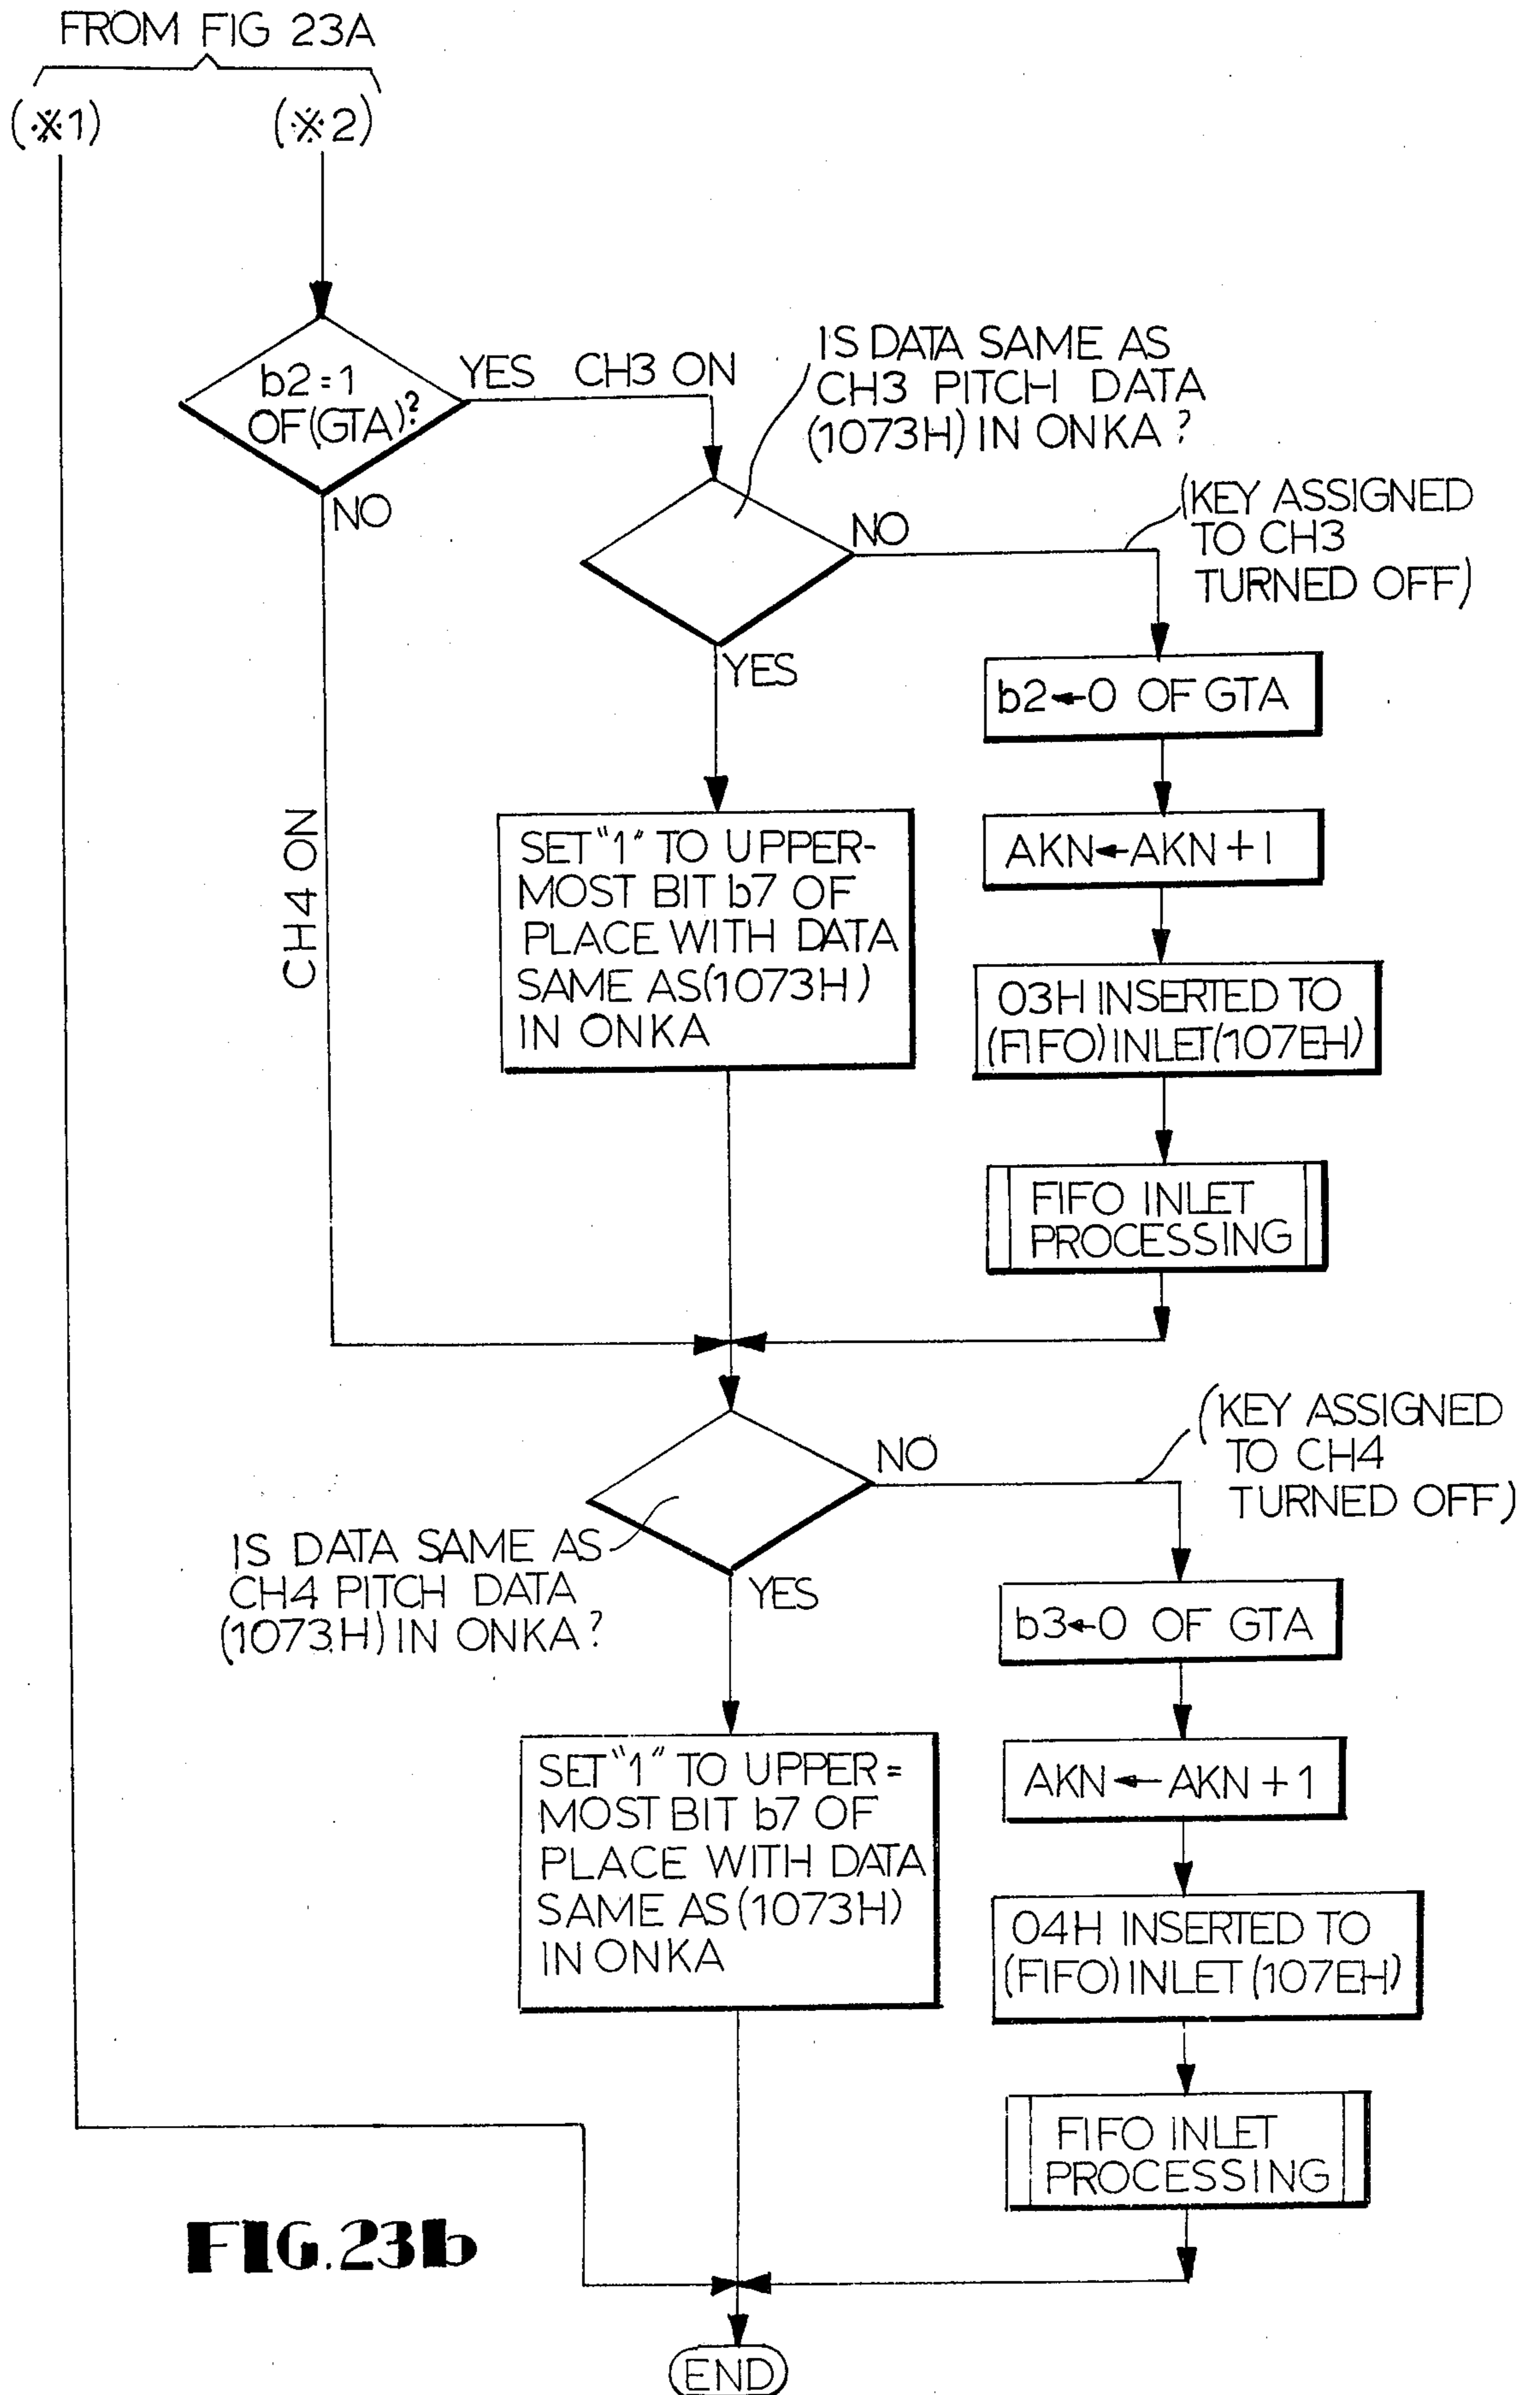 FROM FIG 23A
(※1)
(※2)
b2=1
OF(GTA)?
YES CH3 ON
IS DATA SAME AS
CH3 PITCH DATA
(1073H) IN ONKA?
NO
NO
(KEY ASSIGNED
TO CH3
TURNED OFF)
YES
b2←0 OF GTA
CH4 ON
SET "1" TO UPPER-
MOST BIT b7 OF
PLACE WITH DATA
SAME AS(1073H)
IN ONKA
AKN←AKN+1
03H INSERTED TO
(FIFO) INLET(107EH)
FIFO INLET
PROCESSING
NO
(KEY ASSIGNED
TO CH4
TURNED OFF)
IS DATA SAME AS
CH4 PITCH DATA
(1073.H) IN ONKA?
YES
b3←0 OF GTA
SET "1" TO UPPER=
MOST BIT b7 OF
PLACE WITH DATA
SAME AS (1073H)
IN ONKA
AKN←AKN+1
04H INSERTED TO
(FIFO) INLET (107EH)
FIFO INLET
PROCESSING
FIG.23b
END